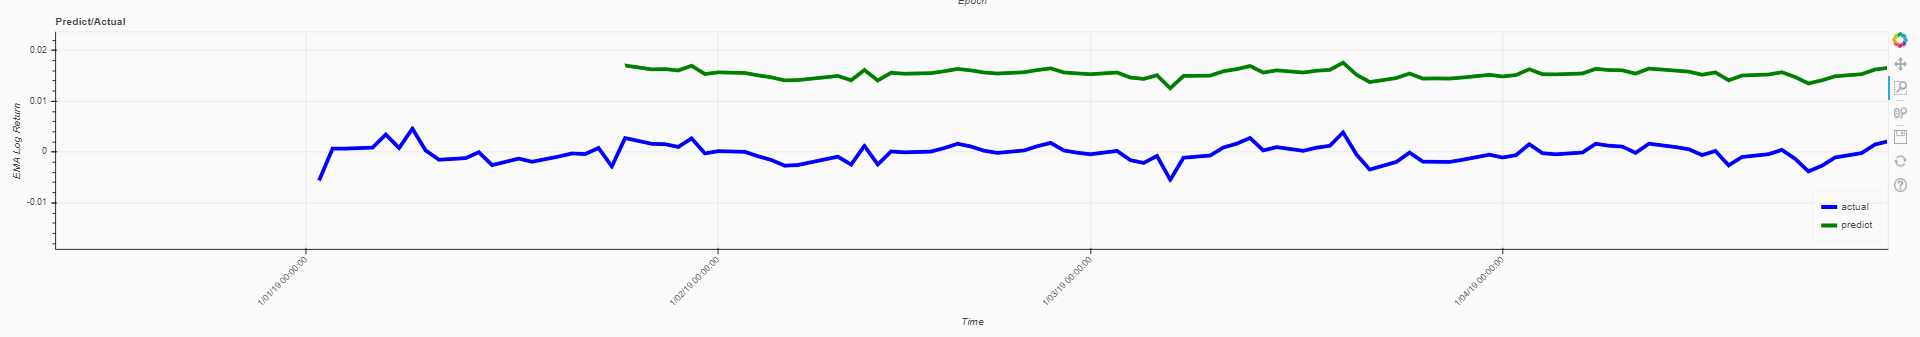 Epoch
Predict/Actual
0.02
0.01
0
-0.01
EMA Log Return
actual
predict
1/01/19 00:00:00
1/02/19 00:00:00
1/03/19 00:00:00
1/04/19 00:00:00
Time